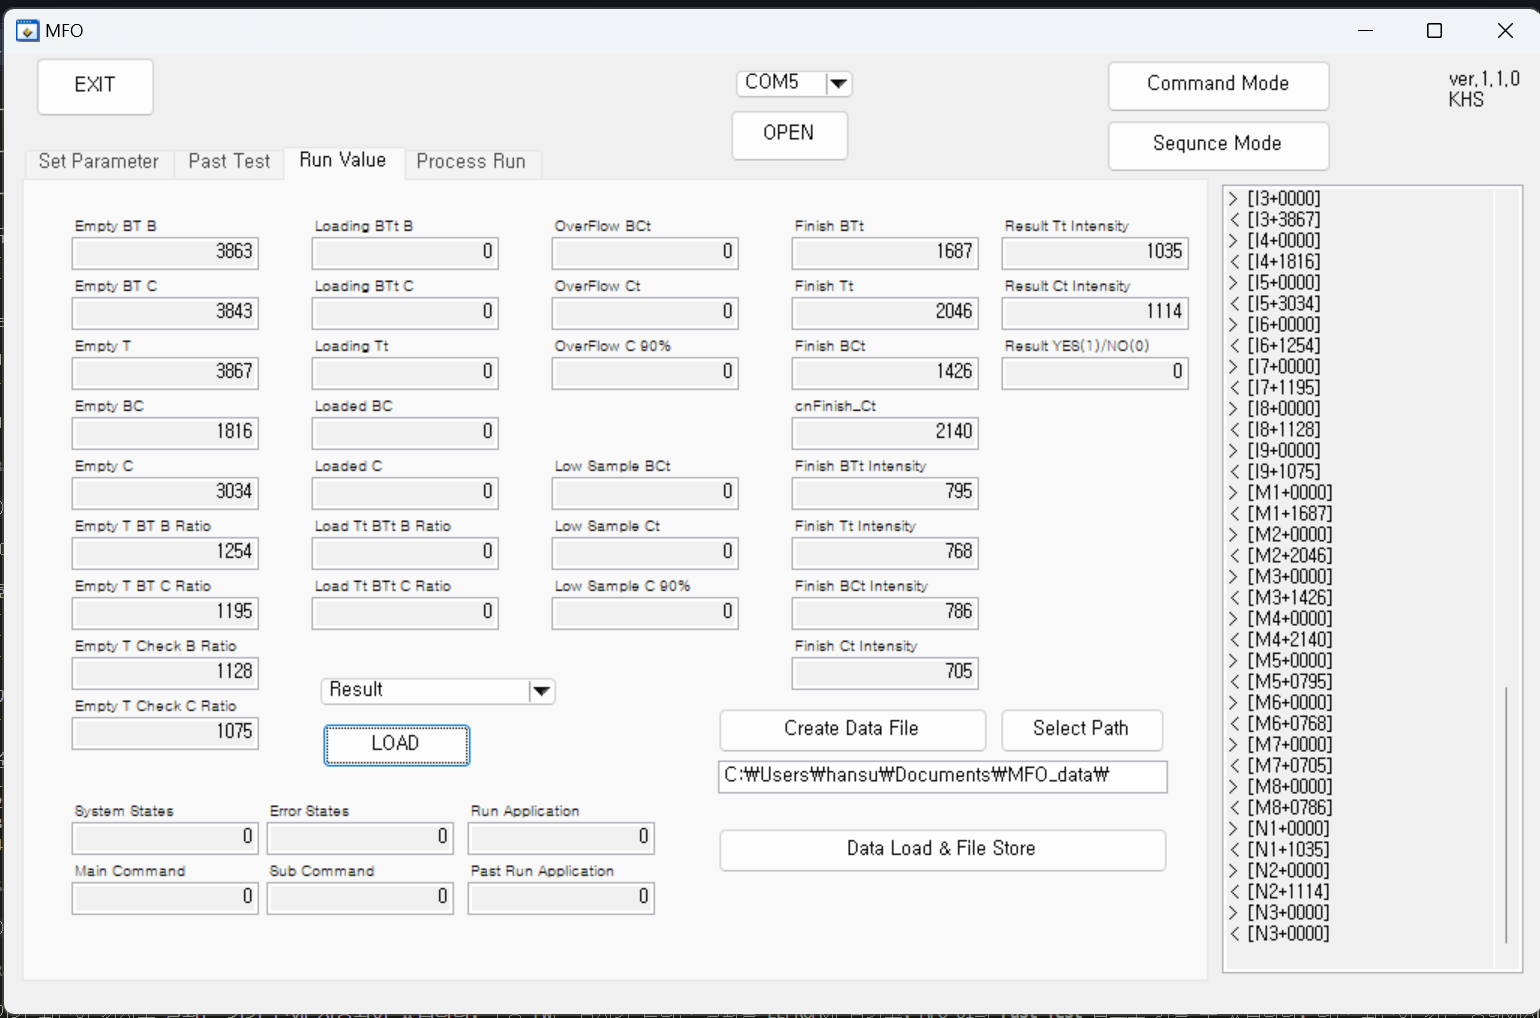 MFO
EXIT
COM5
OPEN
Command Mode
Sequnce Mode
ver,1,1,0
KHS
Set Parameter
Past Test
Run Value
Process Run
Empty BT B
3863
Empty BT C
3843
Empty T
3867
Empty BC
1816
Empty C
3034
Empty T BT B Ratio
1254
Empty T BT C Ratio
1195
Empty T Check B Ratio
1128
Empty T Check C Ratio
1075
Loading BTt B
0
Loading BTt C
0
Loading Tt
0
Loaded BC
0
Loaded C
0
Load Tt BTt B Ratio
0
Load Tt BTt C Ratio
0
Result
LOAD
OverFlow BCt
0
OverFlow Ct
0
OverFlow C 90%
0
Low Sample BCt
0
Low Sample Ct
0
Low Sample C 90%
0
Finish BTt
1687
Finish Tt
2046
Finish BCt
1426
cnFinish_Ct
2140
Finish BTt Intensity
795
Finish Tt Intensity
768
Finish BCt Intensity
786
Finish Ct Intensity
705
Result Tt Intensity
1035
Result Ct Intensity
1114
Result YES(1)/NO(0)
0
Create Data File
Select Path
C:₩Users₩hansu₩Documents₩MFO_data₩
Data Load & File Store
System States
0
Error States
0
Run Application
0
Main Command
0
Sub Command
0
Past Run Application
0
> [I3+0000]
< [I3+3867]
> [I4+0000]
< [I4+1816]
> [I5+0000]
< [I5+3034]
> [I6+0000]
< [I6+1254]
> [I7+0000]
< [I7+1195]
> [I8+0000]
< [I8+1128]
> [I9+0000]
< [I9+1075]
> [M1+0000]
< [M1+1687]
> [M2+0000]
< [M2+2046]
> [M3+0000]
< [M3+1426]
> [M4+0000]
< [M4+2140]
> [M5+0000]
< [M5+0795]
> [M6+0000]
< [M6+0768]
> [M7+0000]
< [M7+0705]
> [M8+0000]
< [M8+0786]
> [N1+0000]
< [N1+1035]
> [N2+0000]
< [N2+1114]
> [N3+0000]
< [N3+0000]